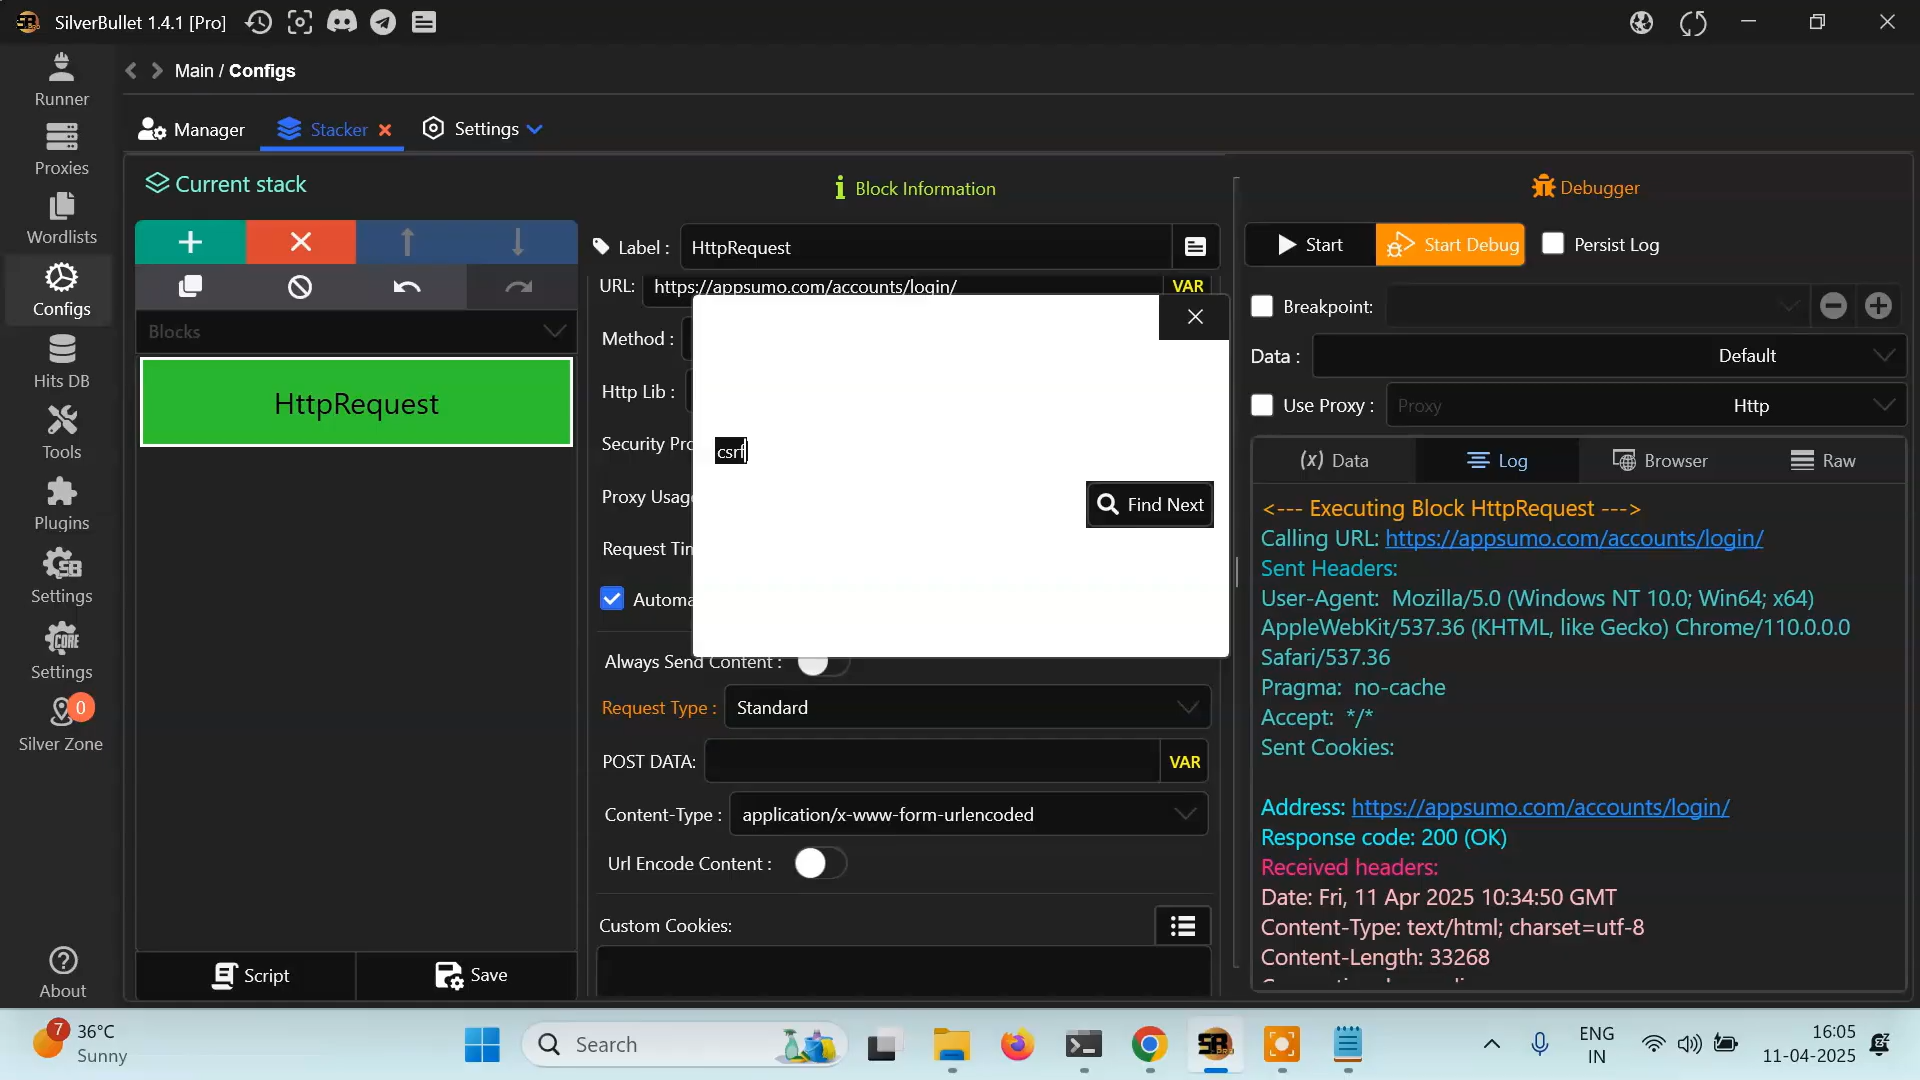 SilverBullet 1.4.1 [Pro]
Runner
Proxies
Wordlists
Configs
Hits DB
Tools
Plugins
Settings
Settings
0
Silver Zone
About
Main / Configs
Manager
Stacker
Settings
Current stack
Blocks
HttpRequest
Script
Save
Block Information
Label :
HttpRequest
URL:
https://appsumo.com/accounts/login/
VAR
Method :
Http Lib :
Security Pro
Proxy Usag
Request Tim
Automa
csrf
Find Next
Always Send Content :
Request Type :
Standard
POST DATA:
VAR
Content-Type :
application/x-www-form-urlencoded
Url Encode Content :
Custom Cookies:
Debugger
Start
Start Debug
Persist Log
Breakpoint:
Data :
Default
Use Proxy :
Proxy
Http
(x) Data
Log
Browser
Raw
<--- Executing Block HttpRequest --->
Calling URL: https://appsumo.com/accounts/login/
Sent Headers:
User-Agent: Mozilla/5.0 (Windows NT 10.0; Win64; x64)
AppleWebKit/537.36 (KHTML, like Gecko) Chrome/110.0.0.0
Safari/537.36
Pragma: no-cache
Accept: */*
Sent Cookies:
Address: https://appsumo.com/accounts/login/
Response code: 200 (OK)
Received headers:
Date: Fri, 11 Apr 2025 10:34:50 GMT
Content-Type: text/html; charset=utf-8
Content-Length: 33268
7
36°C
Sunny
Search
ENG
IN
16:05
11-04-2025